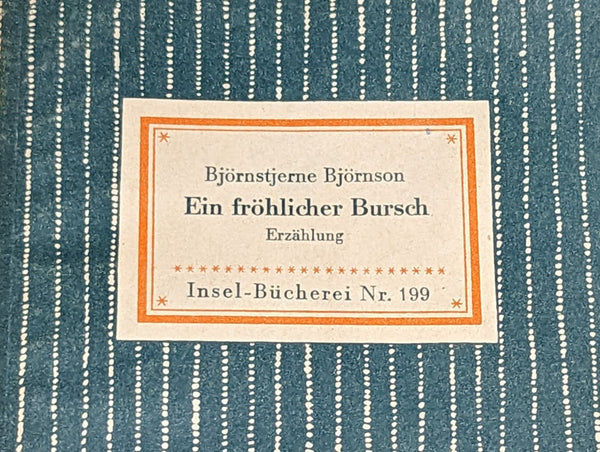 Björnstjerne Björnson
Ein fröhlicher Bursch
Erzählung
Insel-Bücherei Nr. 199